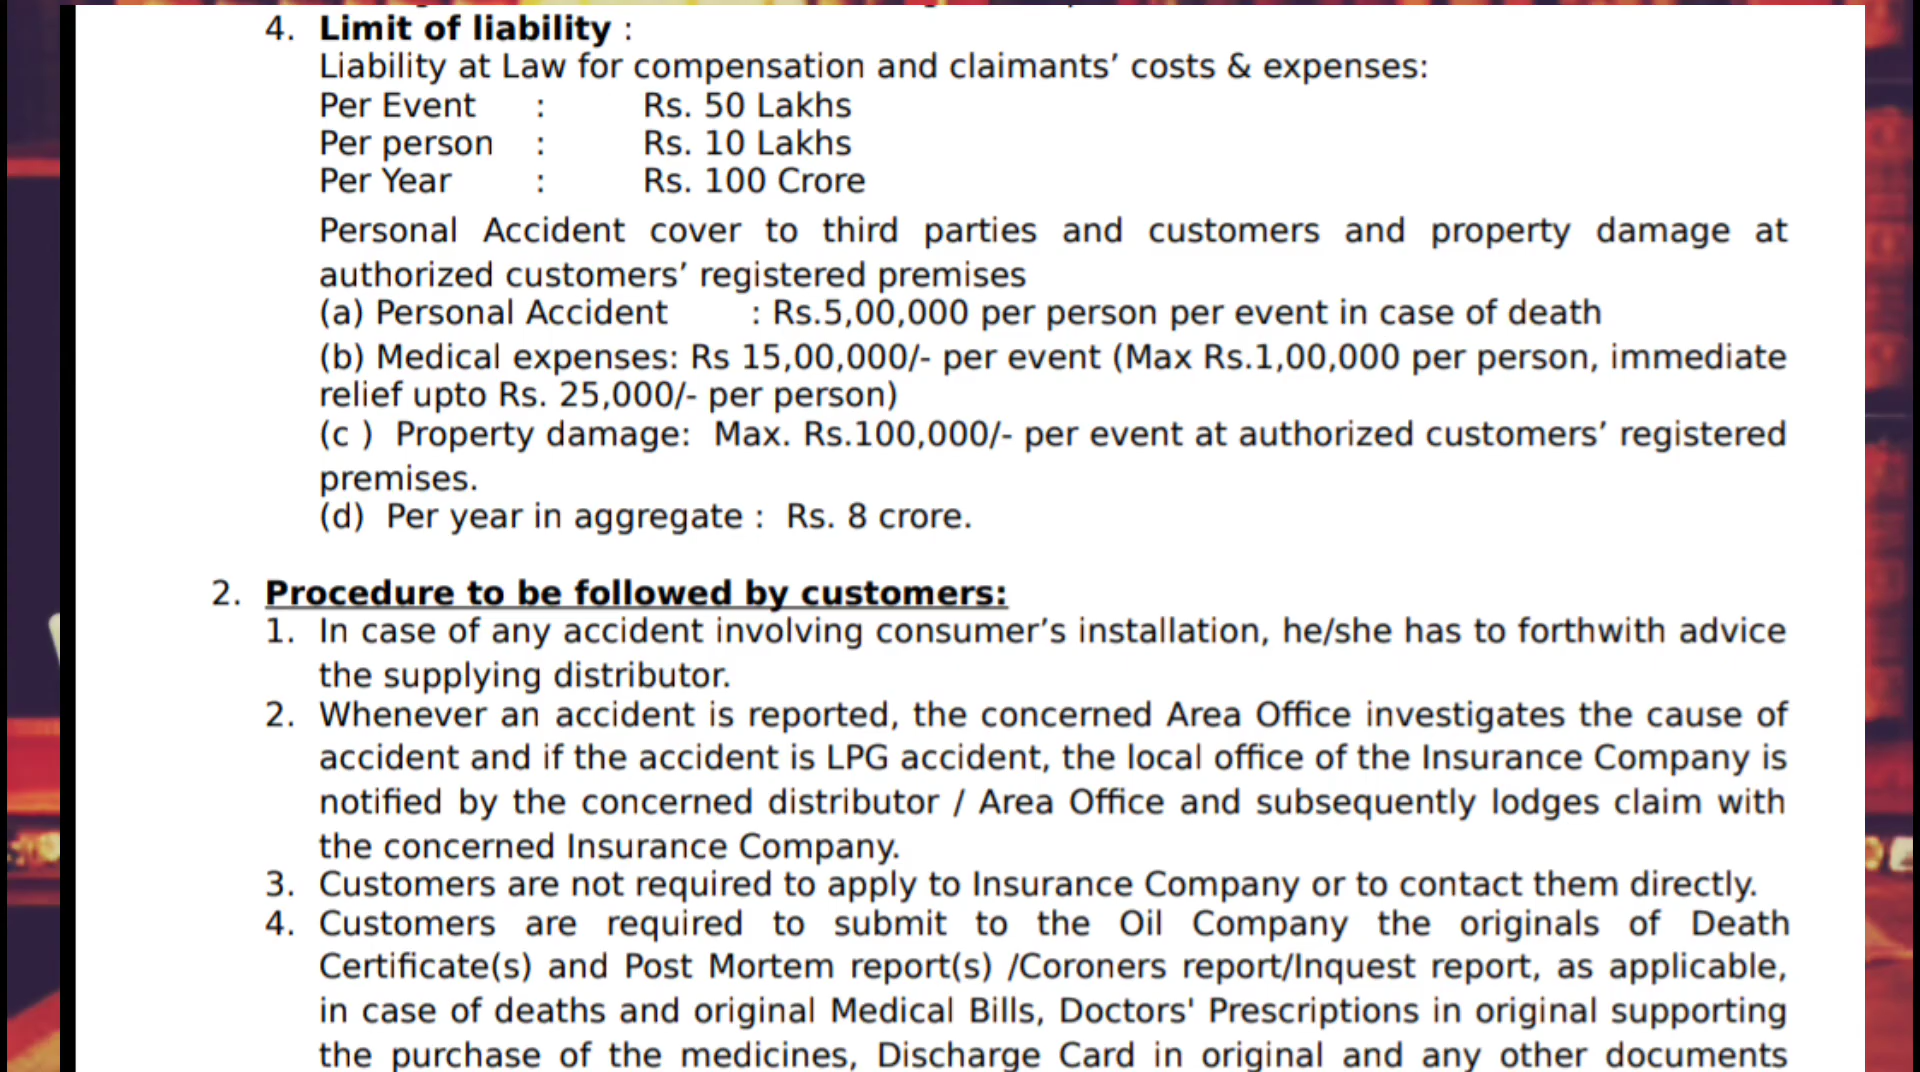 4. Limit of liability :
Liability at Law for compensation and claimants’ costs & expenses:
Per Event : Rs. 50 Lakhs
Per person : Rs. 10 Lakhs
Per Year : Rs. 100 Crore
Personal Accident cover to third parties and customers and property damage at
authorized customers’ registered premises
(a) Personal Accident : Rs.5,00,000 per person per event in case of death
(b) Medical expenses: Rs 15,00,000/- per event (Max Rs.1,00,000 per person, immediate
relief upto Rs. 25,000/- per person)
(c ) Property damage: Max. Rs.100,000/- per event at authorized customers’ registered
premises.
(d) Per year in aggregate : Rs. 8 crore.
2. Procedure to be followed by customers:
1. In case of any accident involving consumer’s installation, he/she has to forthwith advice
the supplying distributor.
2. Whenever an accident is reported, the concerned Area Office investigates the cause of
accident and if the accident is LPG accident, the local office of the Insurance Company is
notified by the concerned distributor / Area Office and subsequently lodges claim with
the concerned Insurance Company.
3. Customers are not required to apply to Insurance Company or to contact them directly.
4. Customers are required to submit to the Oil Company the originals of Death
Certificate(s) and Post Mortem report(s) /Coroners report/Inquest report, as applicable,
in case of deaths and original Medical Bills, Doctors' Prescriptions in original supporting
the purchase of the medicines, Discharge Card in original and any other documents